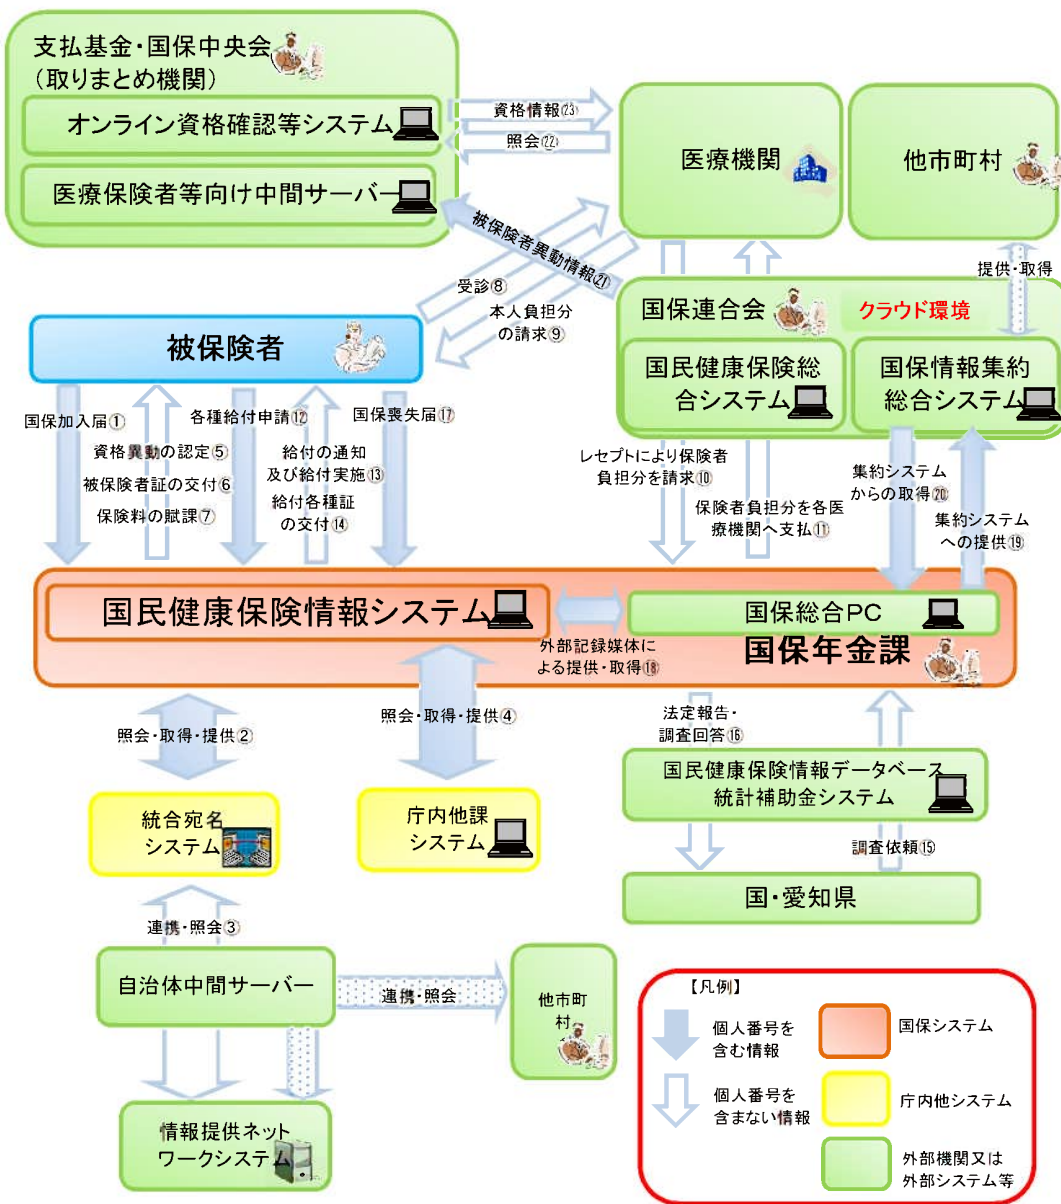 支払基金・国保中央会
(取りまとめ機関)
オンライン資格確認等システム
医療保険者等向け中間サーバー
資格情報㉓
照会㉒
医療機関
他市町村
被保険者異動情報㉑
受診⑧
本人負担分
の請求⑨
提供・取得
国保連合会
クラウド環境
国民健康保険総
合システム
国保情報集約
総合システム
被保険者
国保加入届①
資格異動の認定⑤
被保険者証の交付⑥
保険料の賦課⑦
各種給付申請⑫
給付の通知
及び給付実施⑬
給付各種証
の交付⑭
国保喪失届⑰
レセプトにより保険者
負担分を請求⑩
保険者負担分を各医
療機関へ支払⑪
集約システム
からの取得⑳
集約システム
への提供⑲
国民健康保険情報システム
国保総合PC
国保年金課
外部記録媒体に
よる提供・取得⑱
照会・取得・提供②
照会・取得・提供④
法定報告・
調査回答⑯
国民健康保険情報データベース
統計補助金システム
調査依頼⑮
国・愛知県
統合宛名
システム
庁内他課
システム
連携・照会③
自治体中間サーバー
連携・照会
他市町
村
情報提供ネット
ワークシステム
【凡例】
個人番号を
含む情報
個人番号を
含まない情報
国保システム
庁内他システム
外部機関又は
外部システム等